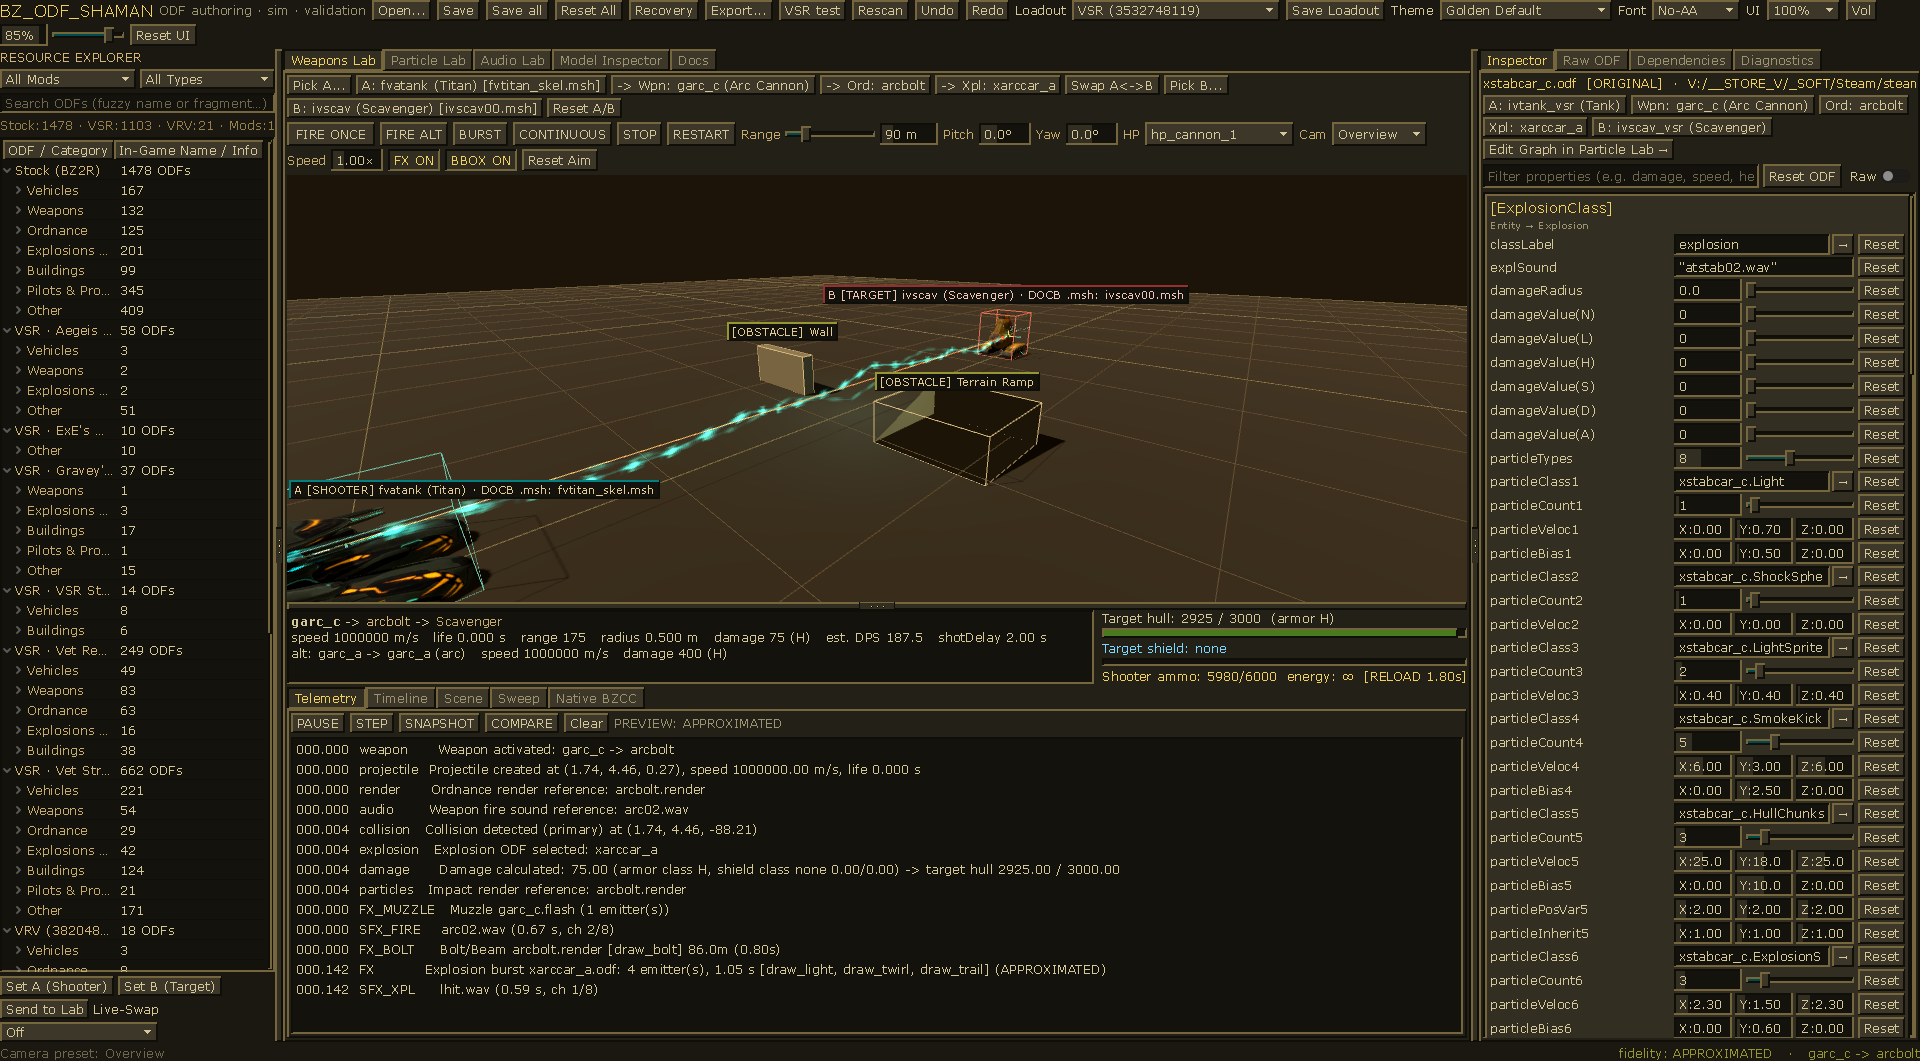 BZ_ODF_SHAMAN ODF authoring · sim · validation Open... Save Save all Reset All Recovery Export... VSR test Rescan Undo Redo Loadout VSR (3532748119) Save Loadout Theme Golden Default Font No-AA UI 100% Vol
85% Reset UI
RESOURCE EXPLORER
All Mods All Types
Search ODFs (fuzzy name or fragment...)
Stock:1478 · VSR:1103 · VRV:21 · Mods:1
ODF / Category In-Game Name / Info
Stock (BZ2R) 1478 ODFs
Vehicles 167
Weapons 132
Ordnance 125
Explosions ... 201
Buildings 99
Pilots & Pro... 345
Other 409
VSR · Aegeis ... 58 ODFs
Vehicles 3
Weapons 2
Explosions ... 2
Other 51
VSR · ExE's ... 10 ODFs
Other 10
VSR · Gravey'... 37 ODFs
Weapons 1
Explosions ... 3
Buildings 17
Pilots & Pro... 1
Other 15
VSR · VSR St... 14 ODFs
Vehicles 8
Buildings 6
VSR · Vet Re... 249 ODFs
Vehicles 49
Weapons 83
Ordnance 63
Explosions ... 16
Buildings 38
VSR · Vet Str... 662 ODFs
Vehicles 221
Weapons 54
Ordnance 29
Explosions ... 42
Buildings 124
Pilots & Pro... 21
Other 171
VRV (382048... 18 ODFs
Vehicles 3
Set A (Shooter) Set B (Target)
Send to Lab Live-Swap
Off
Camera preset: Overview
Weapons Lab Particle Lab Audio Lab Model Inspector Docs
Pick A... A: fvatank (Titan) [fvtitan_skel.msh] -> Wpn: garc_c (Arc Cannon) -> Ord: arcbolt -> Xpl: xarccar_a Swap A<->B Pick B...
B: ivscav (Scavenger) [ivscav00.msh] Reset A/B
FIRE ONCE FIRE ALT BURST CONTINUOUS STOP RESTART Range 90 m Pitch 0.0° Yaw 0.0° HP hp_cannon_1 Cam Overview
Speed 1.00× FX ON BBOX ON Reset Aim
B [TARGET] ivscav (Scavenger) · DOCB .msh: ivscav00.msh
[OBSTACLE] Wall
[OBSTACLE] Terrain Ramp
A [SHOOTER] fvatank (Titan) · DOCB .msh: fvtitan_skel.msh
garc_c -> arcbolt -> Scavenger
speed 1000000 m/s life 0.000 s range 175 radius 0.500 m damage 75 (H) est. DPS 187.5 shotDelay 2.00 s
alt: garc_a -> garc_a (arc) speed 1000000 m/s damage 400 (H)
Target hull: 2925 / 3000 (armor H)
Target shield: none
Shooter ammo: 5980/6000 energy: ∞ [RELOAD 1.80s]
Telemetry Timeline Scene Sweep Native BZCC
PAUSE STEP SNAPSHOT COMPARE Clear PREVIEW: APPROXIMATED
000.000 weapon Weapon activated: garc_c -> arcbolt
000.000 projectile Projectile created at (1.74, 4.46, 0.27), speed 1000000.00 m/s, life 0.000 s
000.000 render Ordnance render reference: arcbolt.render
000.000 audio Weapon fire sound reference: arc02.wav
000.004 collision Collision detected (primary) at (1.74, 4.46, -88.21)
000.004 explosion Explosion ODF selected: xarccar_a
000.004 damage Damage calculated: 75.00 (armor class H, shield class none 0.00/0.00) -> target hull 2925.00 / 3000.00
000.004 particles Impact render reference: arcbolt.render
000.000 FX_MUZZLE Muzzle garc_c.flash (1 emitter(s))
000.000 SFX_FIRE arc02.wav (0.67 s, ch 2/8)
000.000 FX_BOLT Bolt/Beam arcbolt.render [draw_bolt] 86.0m (0.80s)
000.142 FX Explosion burst xarccar_a.odf: 4 emitter(s), 1.05 s [draw_light, draw_twirl, draw_trail] (APPROXIMATED)
000.142 SFX_XPL lhit.wav (0.59 s, ch 1/8)
Inspector Raw ODF Dependencies Diagnostics
xstabcar_c.odf [ORIGINAL] · V:/__STORE_V/_SOFT/Steam/stean
A: ivtank_vsr (Tank) Wpn: garc_c (Arc Cannon) Ord: arcbolt
Xpl: xarccar_a B: ivscav_vsr (Scavenger)
Edit Graph in Particle Lab →
Filter properties (e.g. damage, speed, he Reset ODF Raw
[ExplosionClass]
Entity → Explosion
classLabel explosion → Reset
explSound "atstab02.wav" Reset
damageRadius 0.0 Reset
damageValue(N) 0 Reset
damageValue(L) 0 Reset
damageValue(H) 0 Reset
damageValue(S) 0 Reset
damageValue(D) 0 Reset
damageValue(A) 0 Reset
particleTypes 8 Reset
particleClass1 xstabcar_c.Light → Reset
particleCount1 1 Reset
particleVeloc1 X:0.00 Y:0.70 Z:0.00 Reset
particleBias1 X:0.00 Y:0.50 Z:0.00 Reset
particleClass2 xstabcar_c.ShockSphe → Reset
particleCount2 1 Reset
particleVeloc2 X:0.00 Y:0.00 Z:0.00 Reset
particleClass3 xstabcar_c.LightSprite → Reset
particleCount3 2 Reset
particleVeloc3 X:0.40 Y:0.40 Z:0.40 Reset
particleClass4 xstabcar_c.SmokeKick → Reset
particleCount4 5 Reset
particleVeloc4 X:6.00 Y:3.00 Z:6.00 Reset
particleBias4 X:0.00 Y:2.50 Z:0.00 Reset
particleClass5 xstabcar_c.HullChunks → Reset
particleCount5 3 Reset
particleVeloc5 X:25.0 Y:18.0 Z:25.0 Reset
particleBias5 X:0.00 Y:10.0 Z:0.00 Reset
particlePosVar5 X:2.00 Y:2.00 Z:2.00 Reset
particleInherit5 X:1.00 Y:1.00 Z:1.00 Reset
particleClass6 xstabcar_c.ExplosionS → Reset
particleCount6 3 Reset
particleVeloc6 X:2.30 Y:1.50 Z:2.30 Reset
particleBias6 X:0.00 Y:0.60 Z:0.00 Reset
fidelity: APPROXIMATED · garc_c -> arcbolt